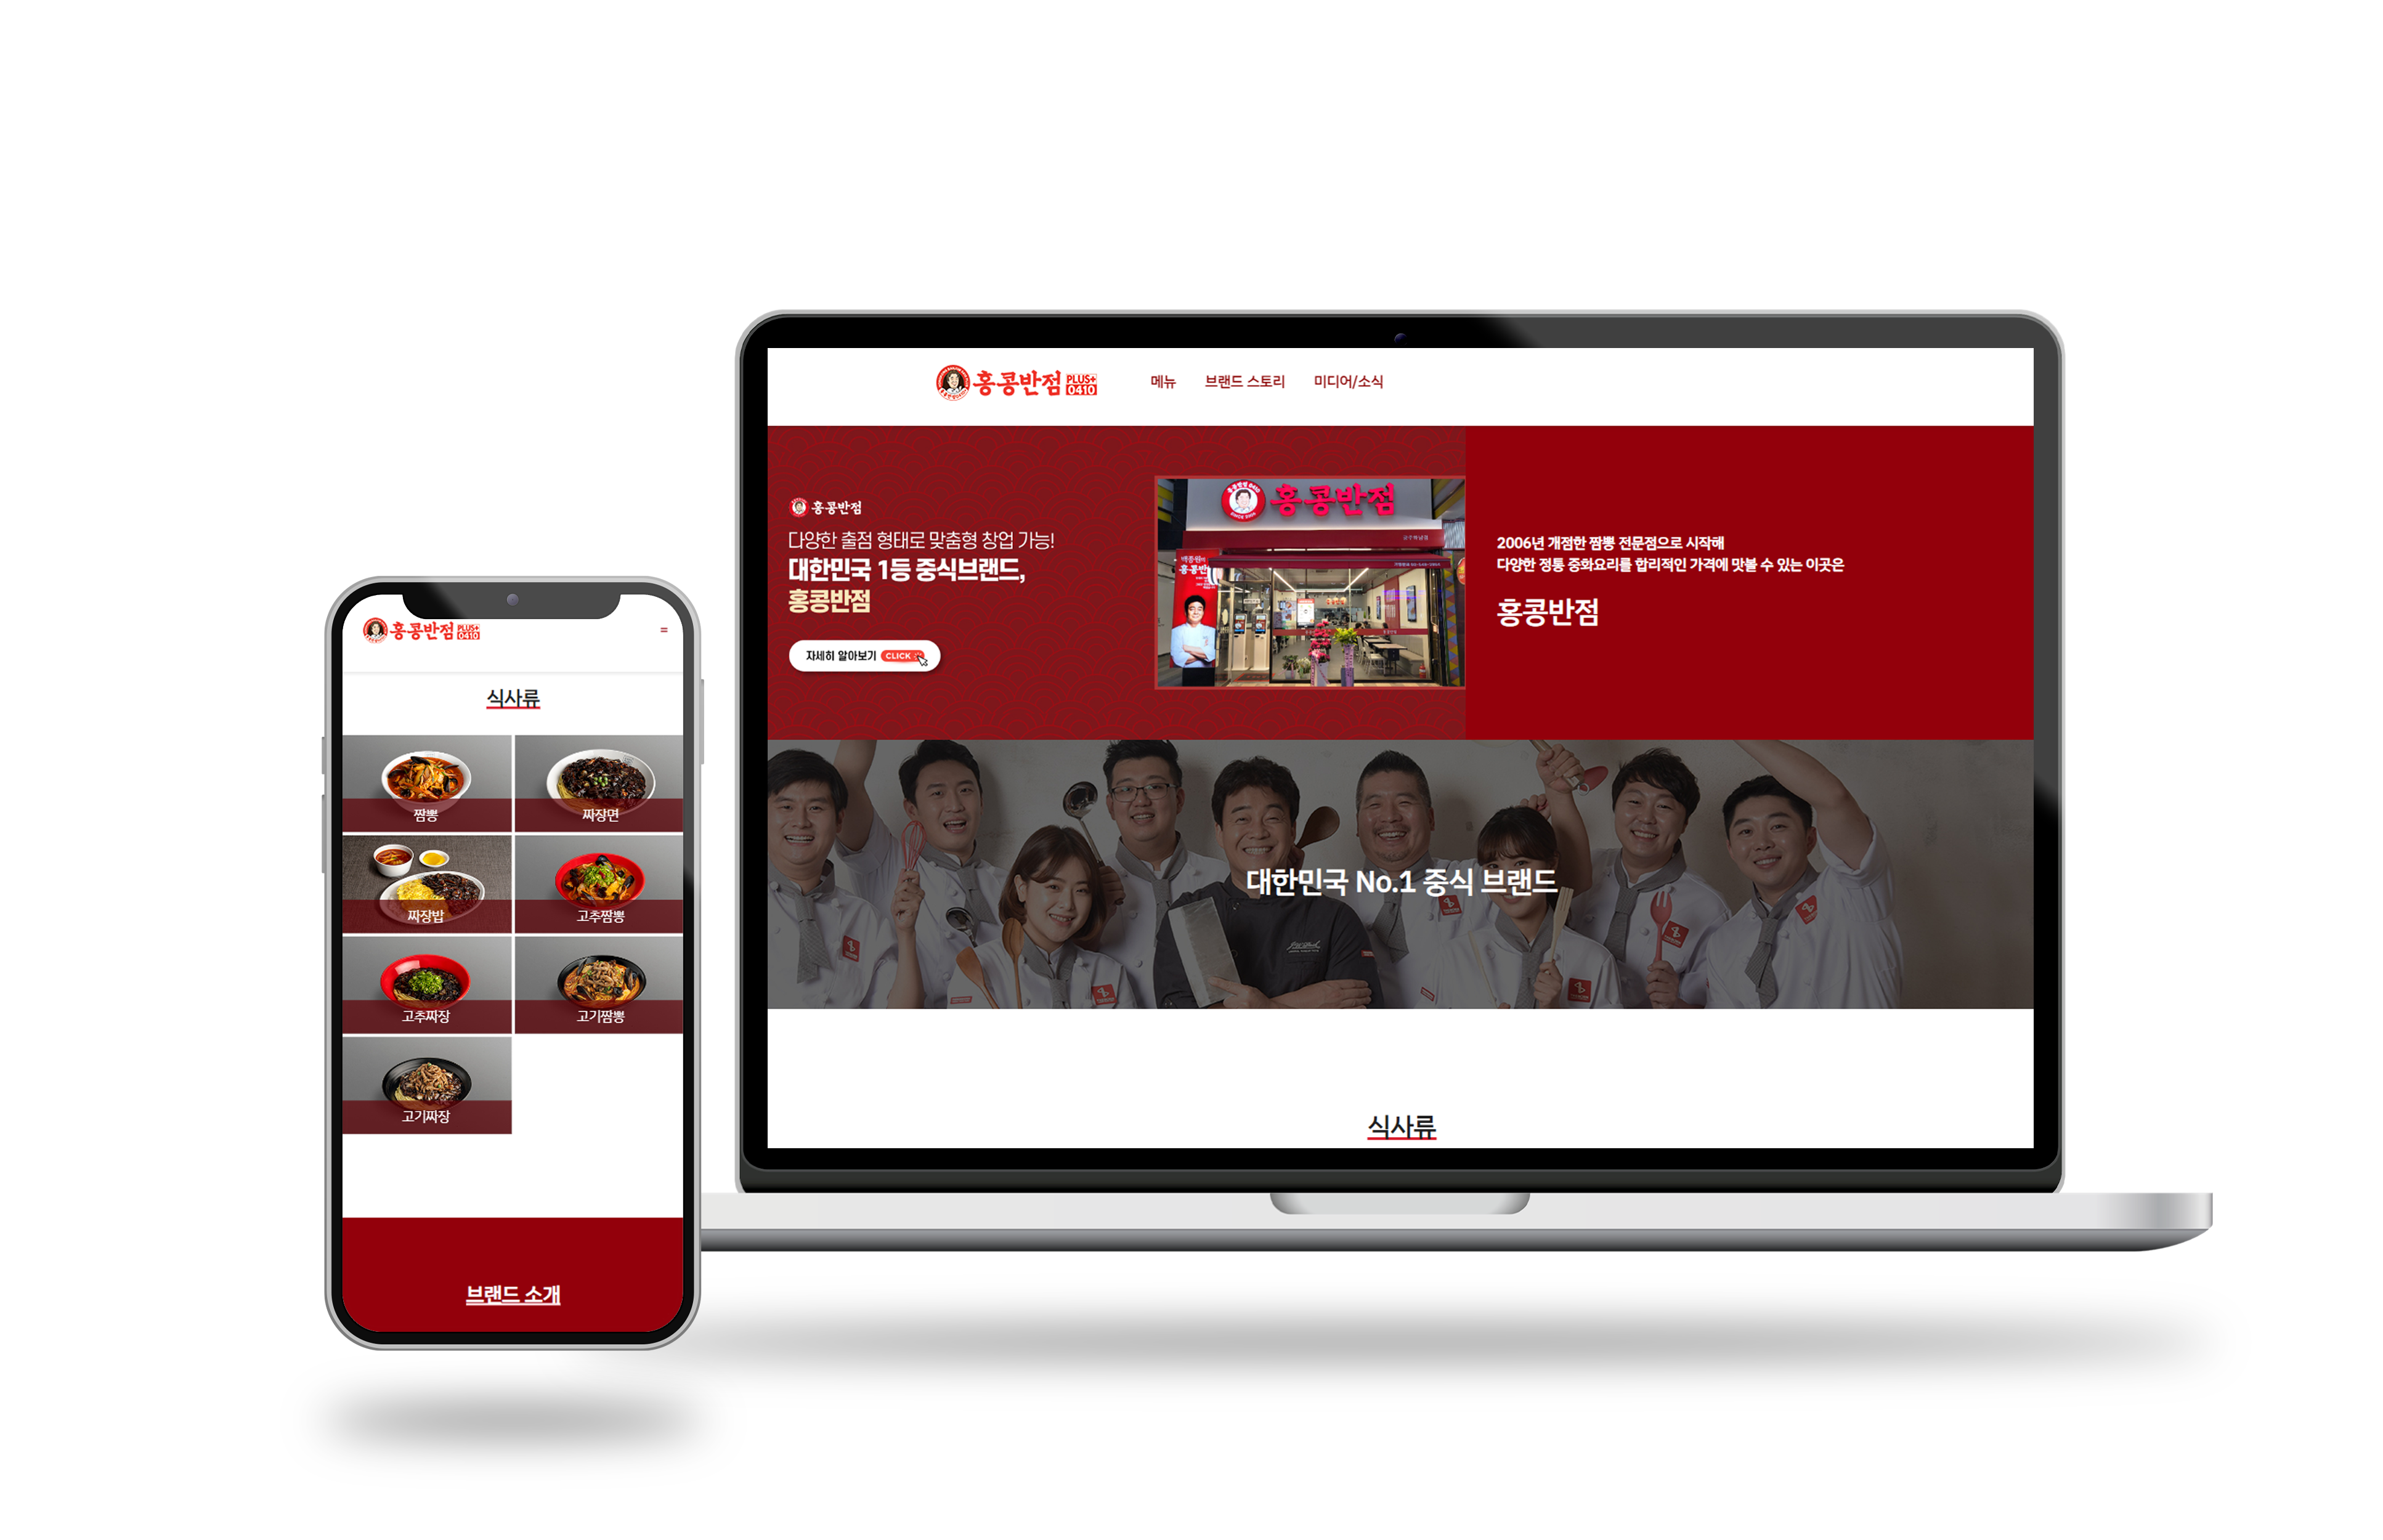 홍콩반점 PLUS+ 0410
식사류
짬뽕
짜장면
짜장밥
고추짬뽕
고추짜장
고기짬뽕
고기짜장
브랜드 소개
홍콩반점 PLUS+ 0410
메뉴 브랜드 스토리 미디어/소식
홍콩반점
다양한 출점 형태로 맞춤형 창업 가능!
대한민국 1등 중식브랜드,
홍콩반점
자세히 알아보기 CLICK
홍콩반점
백종원의
홍콩반
2006년 개점한 짬뽕 전문점으로 시작해
다양한 정통 중화요리를 합리적인 가격에 맛볼 수 있는 이곳은
홍콩반점
대한민국 No.1 중식 브랜드
식사류